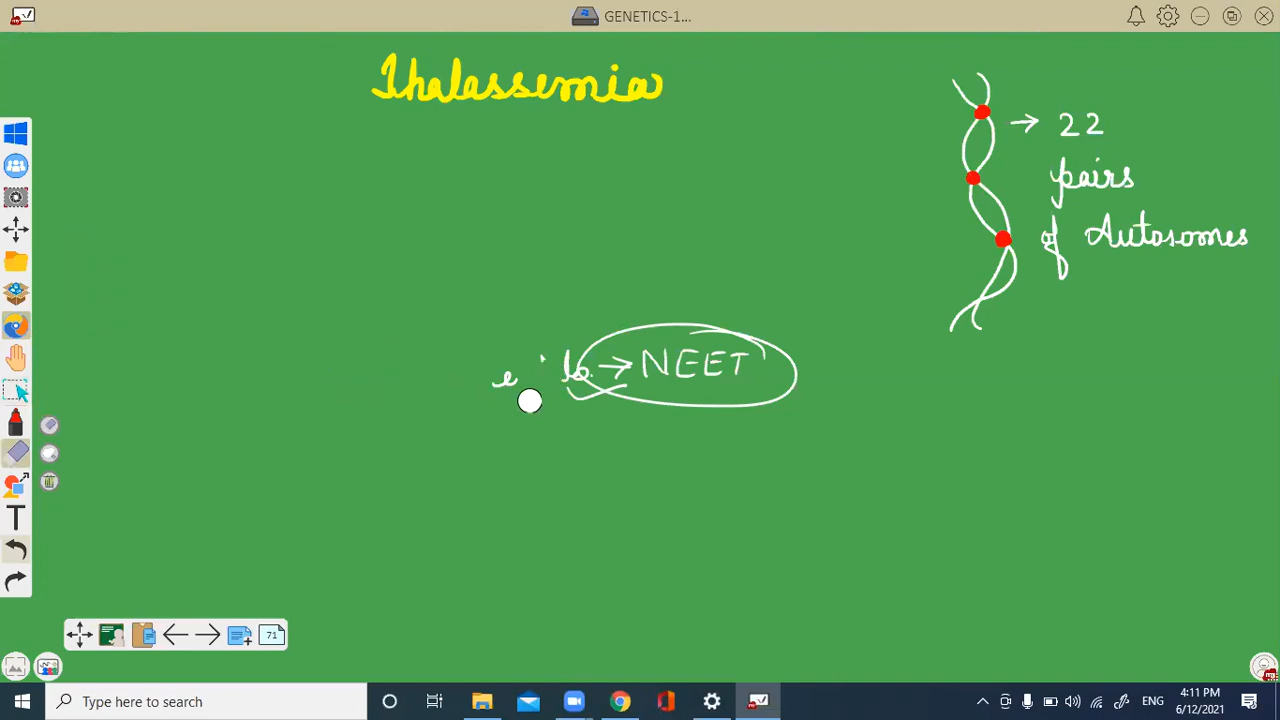 GENETICS-1...
Thalassemia
→ 22
pairs
of Autosomes
→ NEET
71
Type here to search
ENG
4:11 PM
6/12/2021